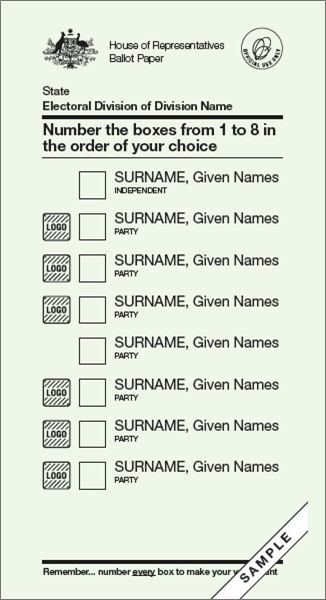 House of Representatives
Ballot Paper
OFFICIAL USE ONLY
State
Electoral Division of Division Name
Number the boxes from 1 to 8 in
the order of your choice
SURNAME, Given Names
INDEPENDENT
LOGO
SURNAME, Given Names
PARTY
LOGO
SURNAME, Given Names
PARTY
LOGO
SURNAME, Given Names
PARTY
SURNAME, Given Names
PARTY
LOGO
SURNAME, Given Names
PARTY
LOGO
SURNAME, Given Names
PARTY
LOGO
SURNAME, Given Names
PARTY
SAMPLE
Remember... number every box to make your